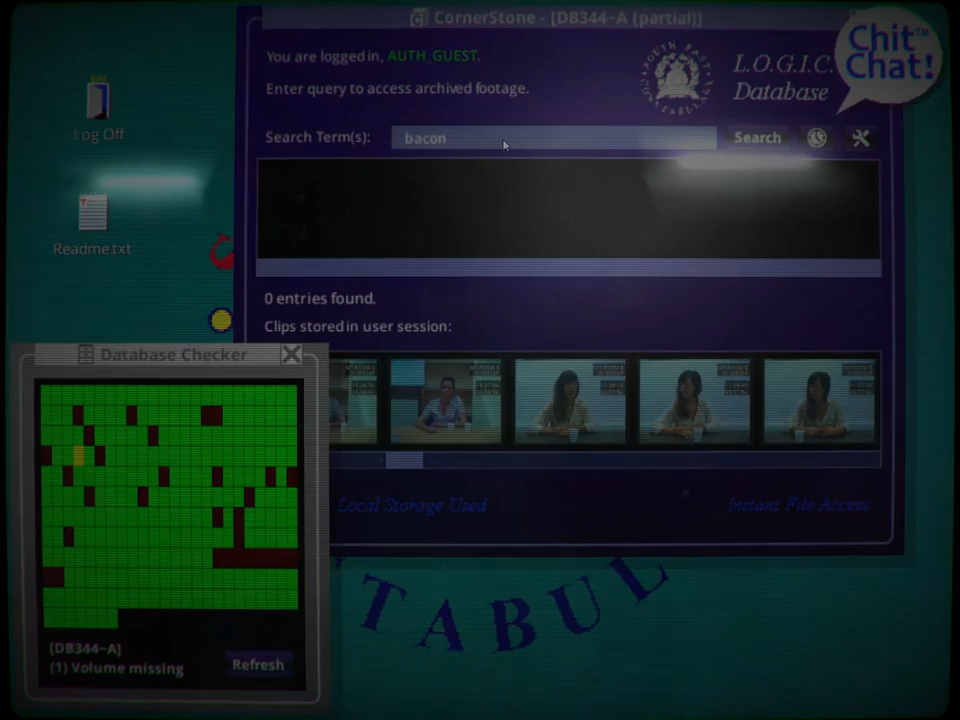 CornerStone - [DB344~A (partial)]
You are logged in, AUTH_GUEST.
Enter query to access archived footage.
L.O.G.I.C.
Database
Chit
Chat!™
Log Off
Search Term(s):
bacon
Search
Readme.txt
0 entries found.
Clips stored in user session:
Database Checker
Local Storage Used
Instant File Access
TABUL
[DB344~A]
(1) Volume missing
Refresh